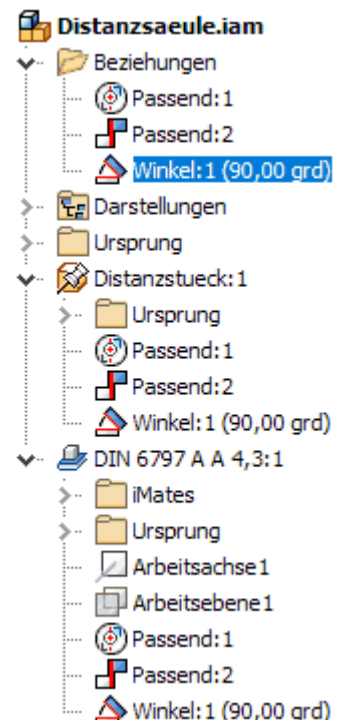 Distanzsaeule.iam
Beziehungen
Passend:1
Passend:2
Winkel:1 (90,00 grd)
Darstellungen
Ursprung
Distanzstueck:1
Ursprung
Passend:1
Passend:2
Winkel:1 (90,00 grd)
DIN 6797 A A 4,3:1
iMates
Ursprung
Arbeitsachse1
Arbeitsebene1
Passend:1
Passend:2
Winkel:1 (90,00 grd)